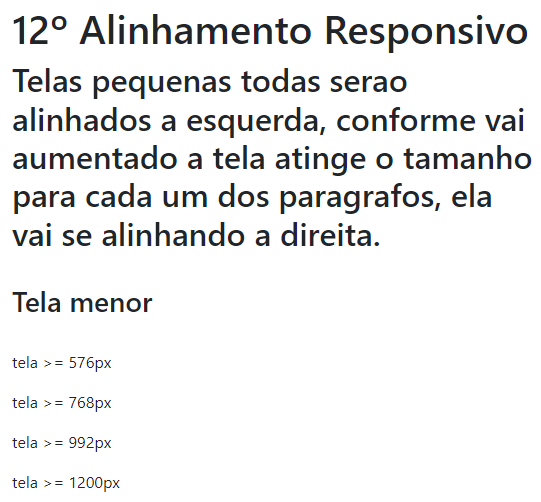 12º Alinhamento Responsivo
Telas pequenas todas serao
alinhados a esquerda, conforme vai
aumentado a tela atinge o tamanho
para cada um dos paragrafos, ela
vai se alinhando a direita.
Tela menor
tela >= 576px
tela >= 768px
tela >= 992px
tela >= 1200px